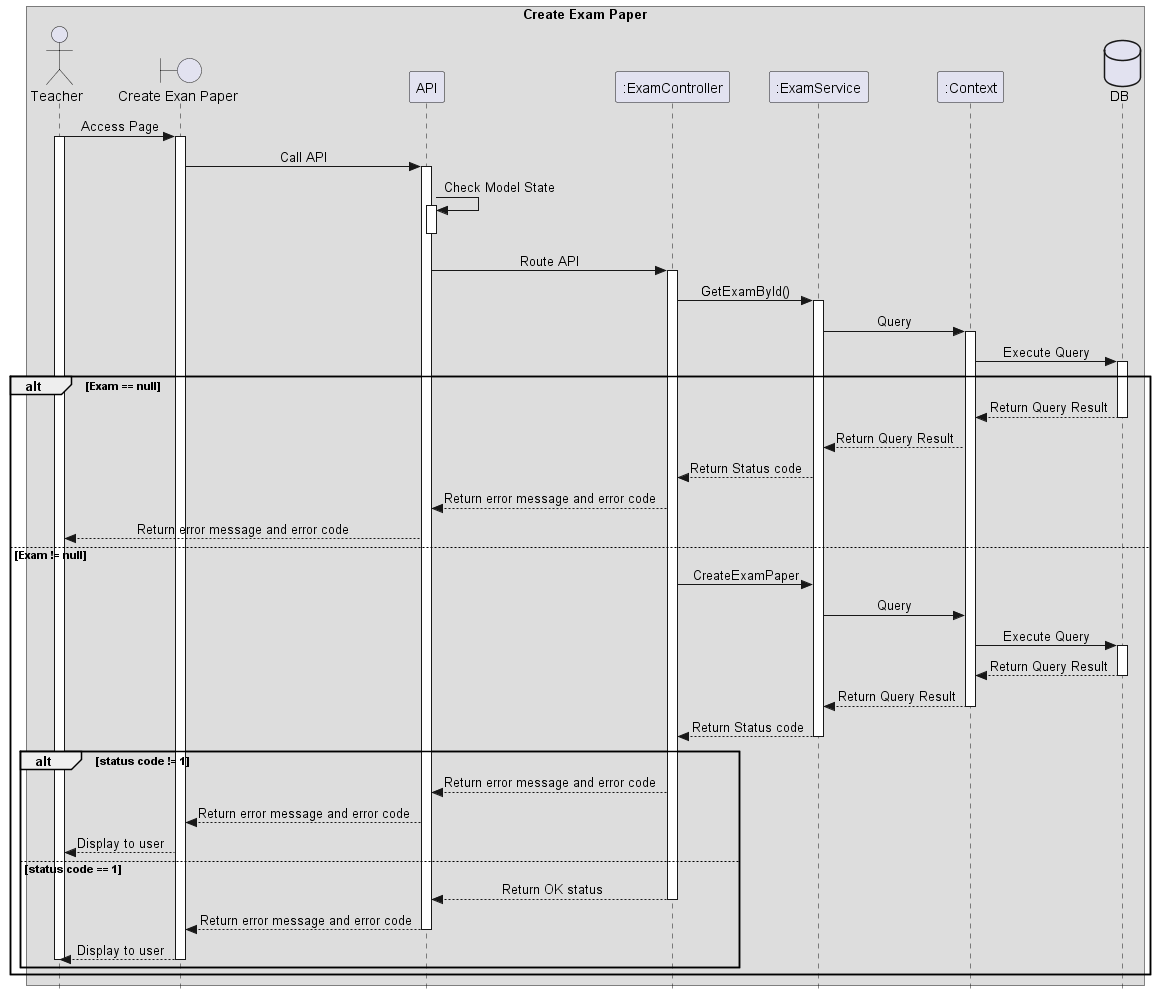 Create Exam Paper
Teacher
Create Exan Paper
API
:ExamController
:ExamService
:Context
DB
Access Page
Call API
Check Model State
Route API
GetExamById()
Query
Execute Query
alt
[Exam == null]
Return Query Result
Return Query Result
Return Status code
Return error message and error code
Return error message and error code
[Exam != null]
CreateExamPaper
Query
Execute Query
Return Query Result
Return Query Result
Return Status code
alt
[status code != 1]
Return error message and error code
Return error message and error code
Display to user
[status code == 1]
Return OK status
Return error message and error code
Display to user